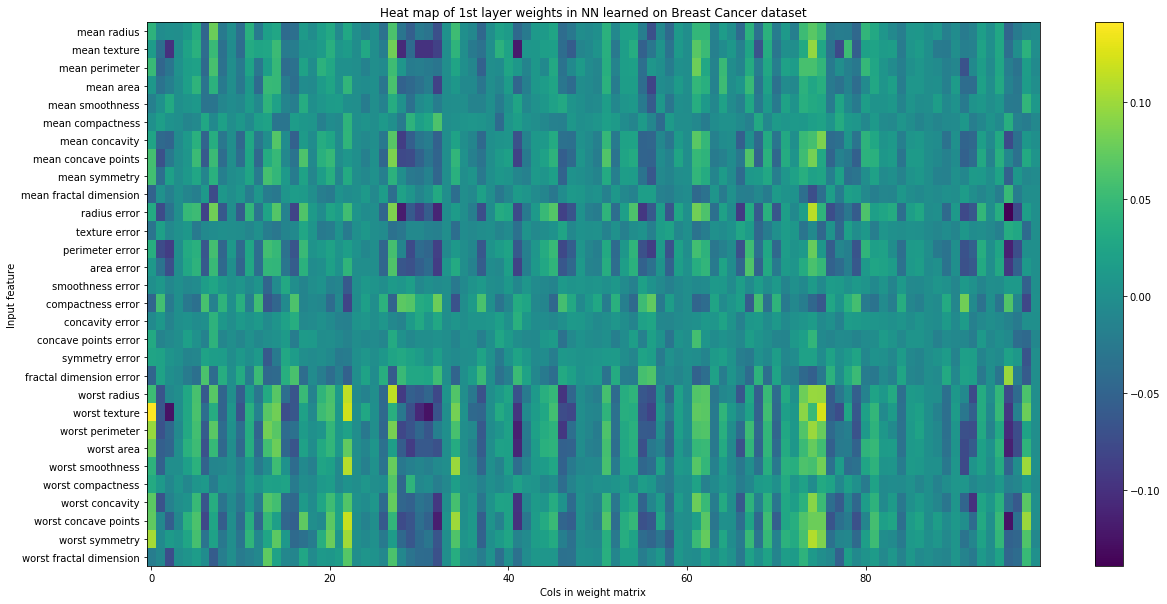 Heat map of 1st layer weights in NN learned on Breast Cancer dataset
Input feature
mean radius
mean texture
mean perimeter
mean area
mean smoothness
mean compactness
mean concavity
mean concave points
mean symmetry
mean fractal dimension
radius error
texture error
perimeter error
area error
smoothness error
compactness error
concavity error
concave points error
symmetry error
fractal dimension error
worst radius
worst texture
worst perimeter
worst area
worst smoothness
worst compactness
worst concavity
worst concave points
worst symmetry
worst fractal dimension
0 20 40 60 80
Cols in weight matrix
0.10
0.05
0.00
−0.05
−0.10